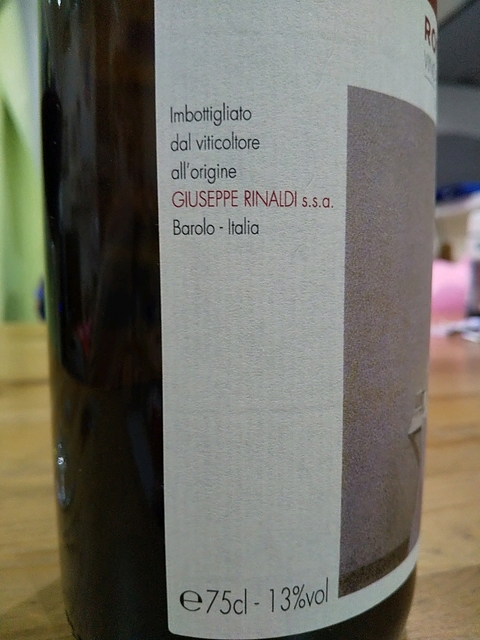 Imbottigliato
dal viticoltore
all'origine
GIUSEPPE RINALDI s.s.a.
Barolo - Italia
℮75cl - 13%vol